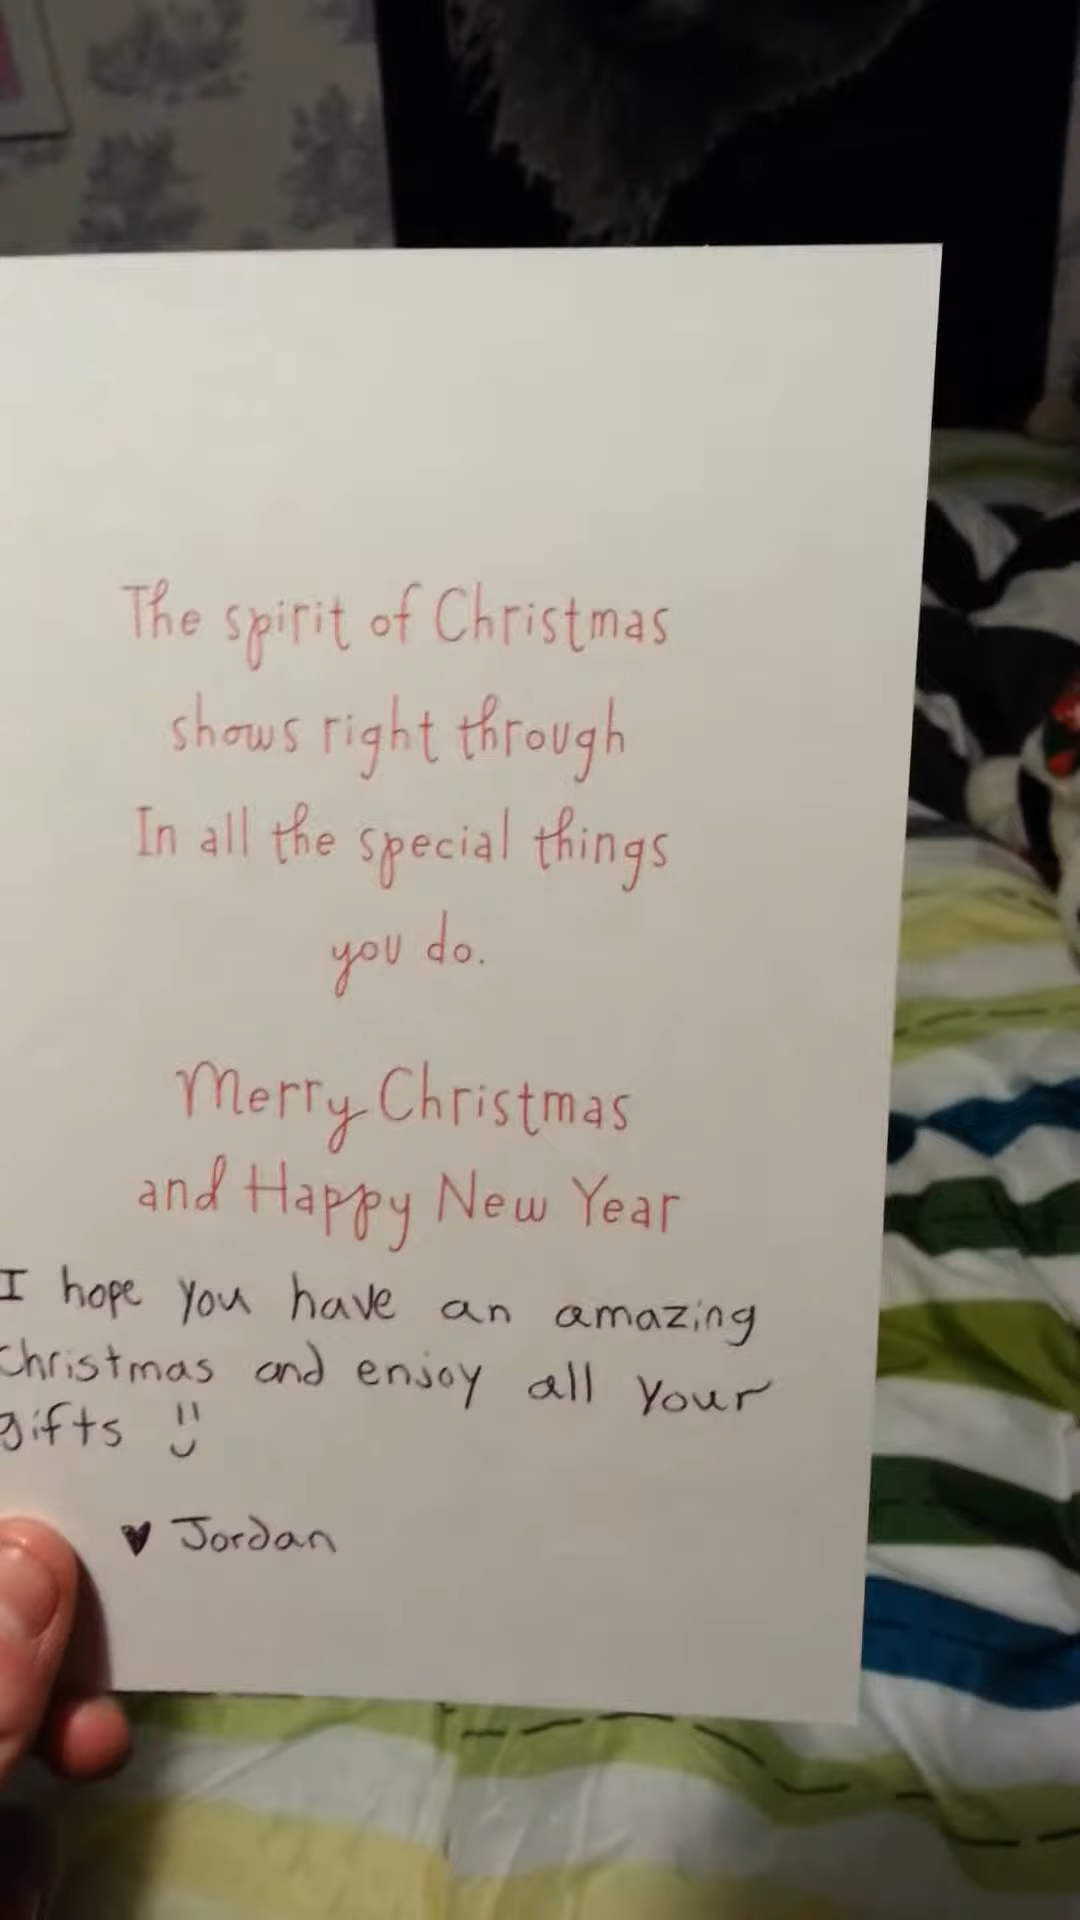 The spirit of Christmas
shows right through
In all the special things
you do.
Merry Christmas
and Happy New Year
I hope you have an amazing
christmas and enjoy all your
gifts
♥ Jordan